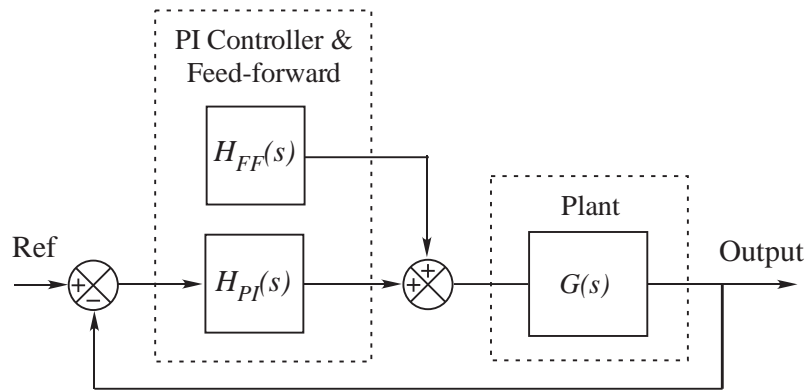 PI Controller &
Feed-forward
H_FF(s)
Plant
Ref
Output
+
+
+
−
H_PI(s)
G(s)